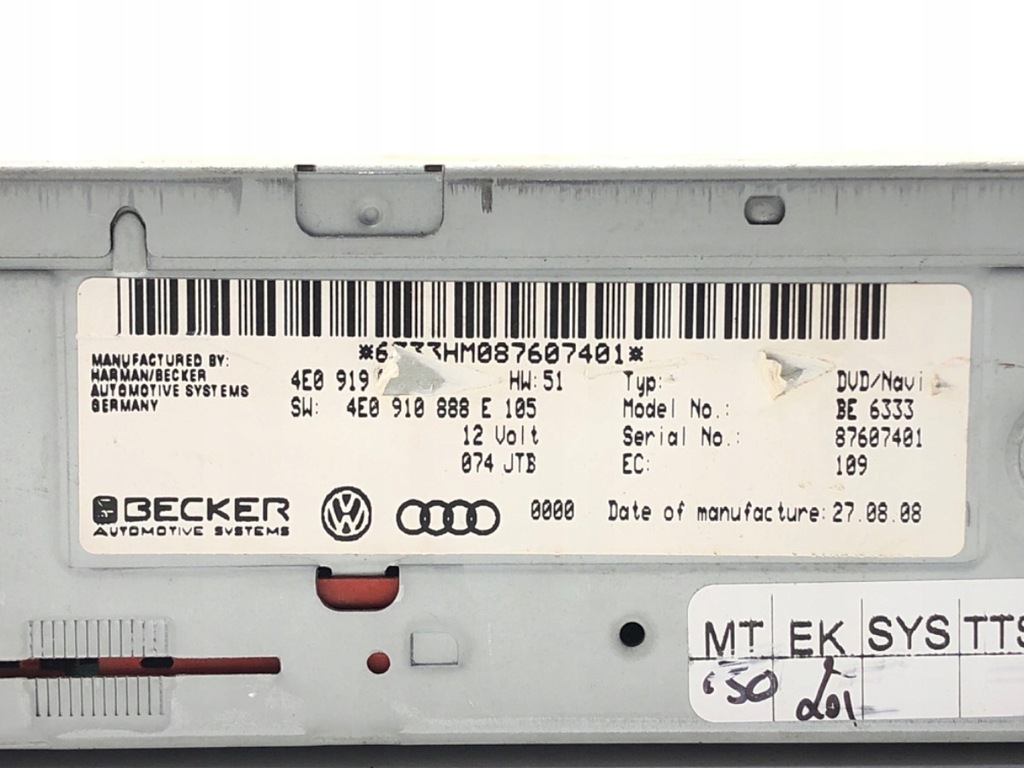 *6333HM087607401*
MANUFACTURED BY:
HARMAN/BECKER
AUTOMOTIVE SYSTEMS
GERMANY
4E0 919 HW:51
SW: 4E0 910 888 E 105
12 Volt
074 JTB
Typ: DVD/Navi
Model No.: BE 6333
Serial No.: 87607401
EC: 109
BECKER
AUTOMOTIVE SYSTEMS
0000 Date of manufacture: 27.08.08
MT EK SYS TTS